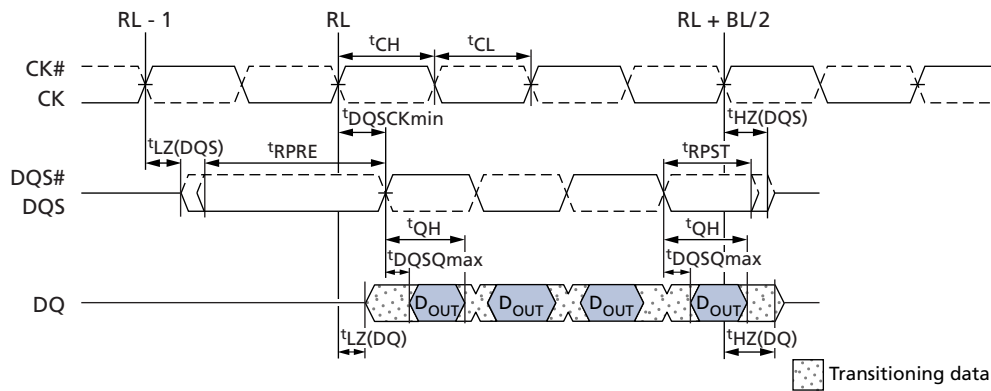 RL - 1 RL RL + BL/2
tCH tCL
CK#
CK
tDQSCKmin tHZ(DQS)
tLZ(DQS) tRPRE tRPST
DQS#
DQS
tQH tQH
tDQSQmax tDQSQmax
DQ DOUT DOUT DOUT DOUT
tLZ(DQ) tHZ(DQ)
Transitioning data